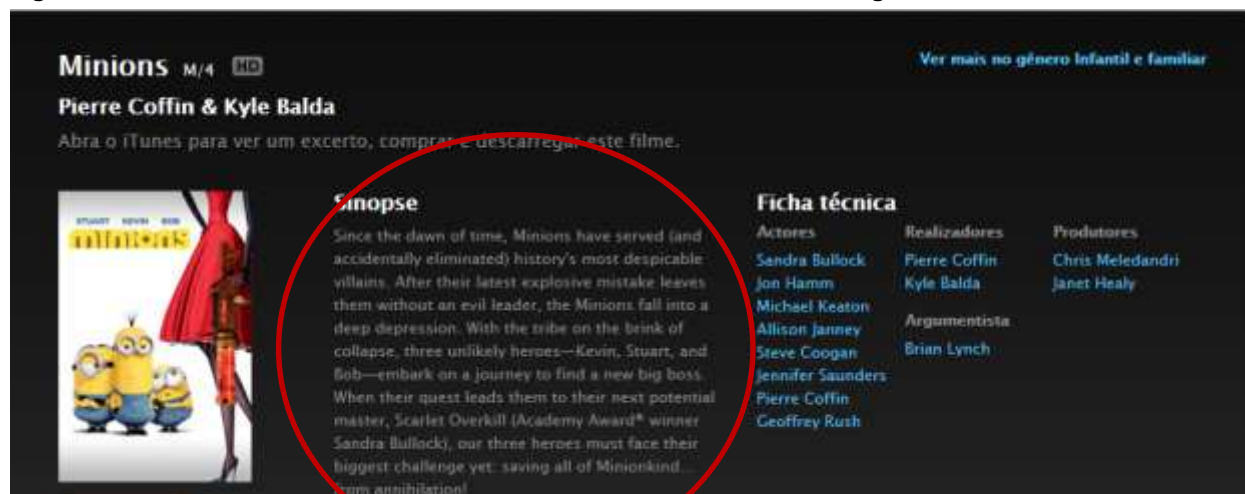 Minions M/4 HD
Ver mais no género Infantil e familiar
Pierre Coffin & Kyle Balda
Abra o iTunes para ver um excerto, comprar e descarregar este filme.
STUART KEVIN BOB
minions
Sinopse
Since the dawn of time, Minions have served (and
accidentally eliminated) history's most despicable
villains. After their latest explosive mistake leaves
them without an evil leader, the Minions fall into a
deep depression. With the tribe on the brink of
collapse, three unlikely heroes—Kevin, Stuart, and
Bob—embark on a journey to find a new big boss.
When their quest leads them to their next potential
master, Scarlet Overkill (Academy Award® winner
Sandra Bullock), our three heroes must face their
biggest challenge yet: saving all of Minionkind...
from annihilation!
Ficha técnica
Actores
Sandra Bullock
Jon Hamm
Michael Keaton
Allison Janney
Steve Coogan
Jennifer Saunders
Pierre Coffin
Geoffrey Rush
Realizadores
Pierre Coffin
Kyle Balda
Argumentista
Brian Lynch
Produtores
Chris Meledandri
Janet Healy